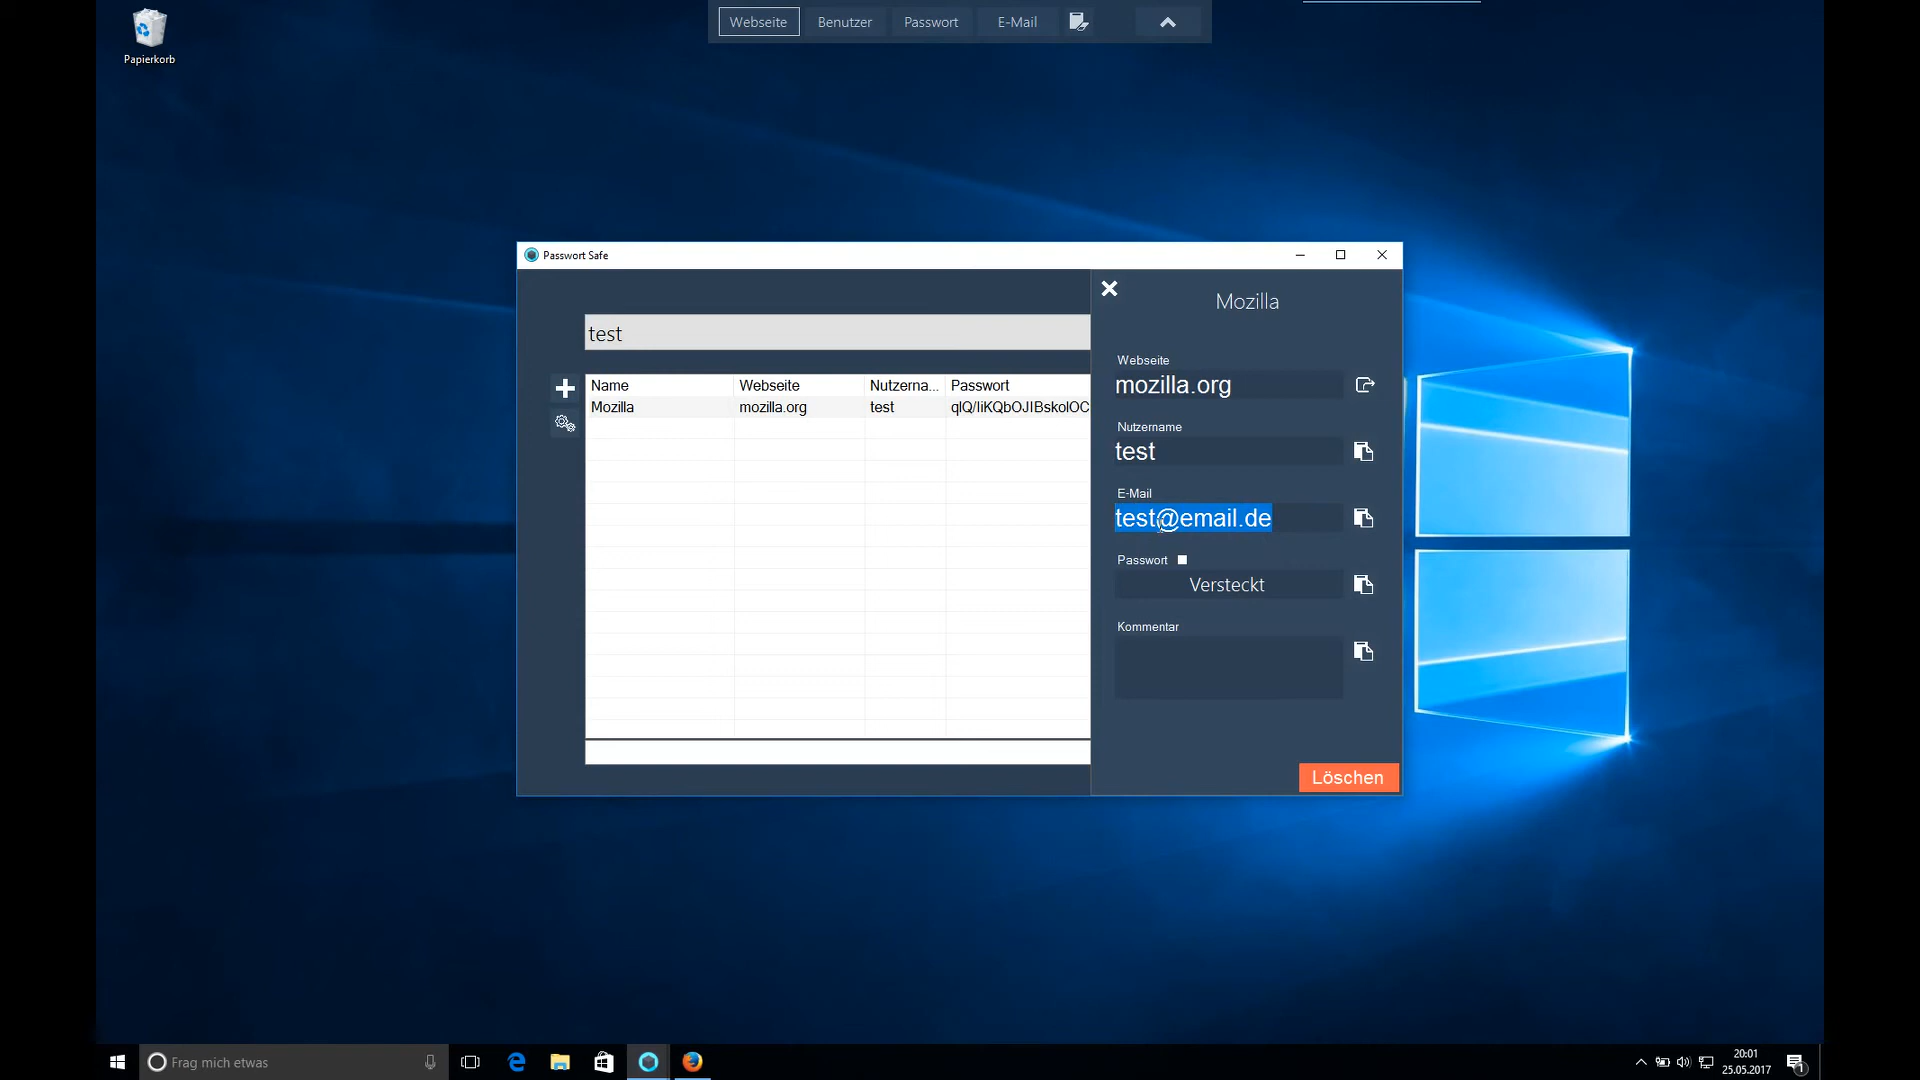 Papierkorb
Webseite Benutzer Passwort E-Mail
Passwort Safe
Mozilla
test
Name Webseite Nutzerna... Passwort
Mozilla mozilla.org test qlQ/IiKQbOJIBskolOC
Webseite
mozilla.org
Nutzername
test
E-Mail
test@email.de
Passwort
Versteckt
Kommentar
Löschen
Frag mich etwas
20:01
25.05.2017
1